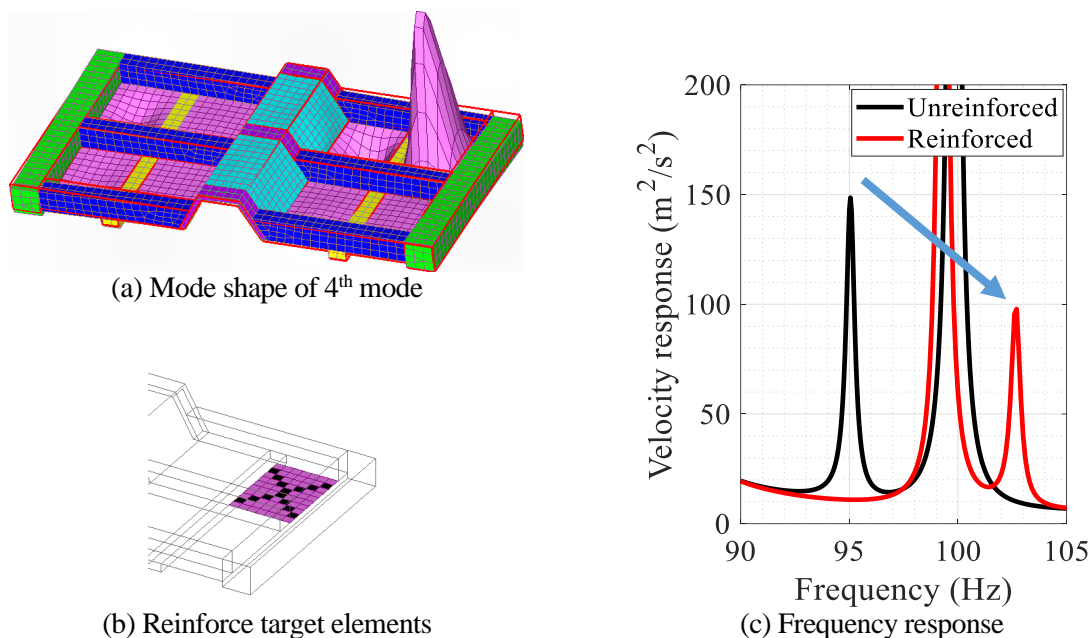 (a) Mode shape of 4th mode
(b) Reinforce target elements
200
150
100
50
0
Velocity response (m²/s²)
Unreinforced
Reinforced
90 95 100 105
Frequency (Hz)
(c) Frequency response